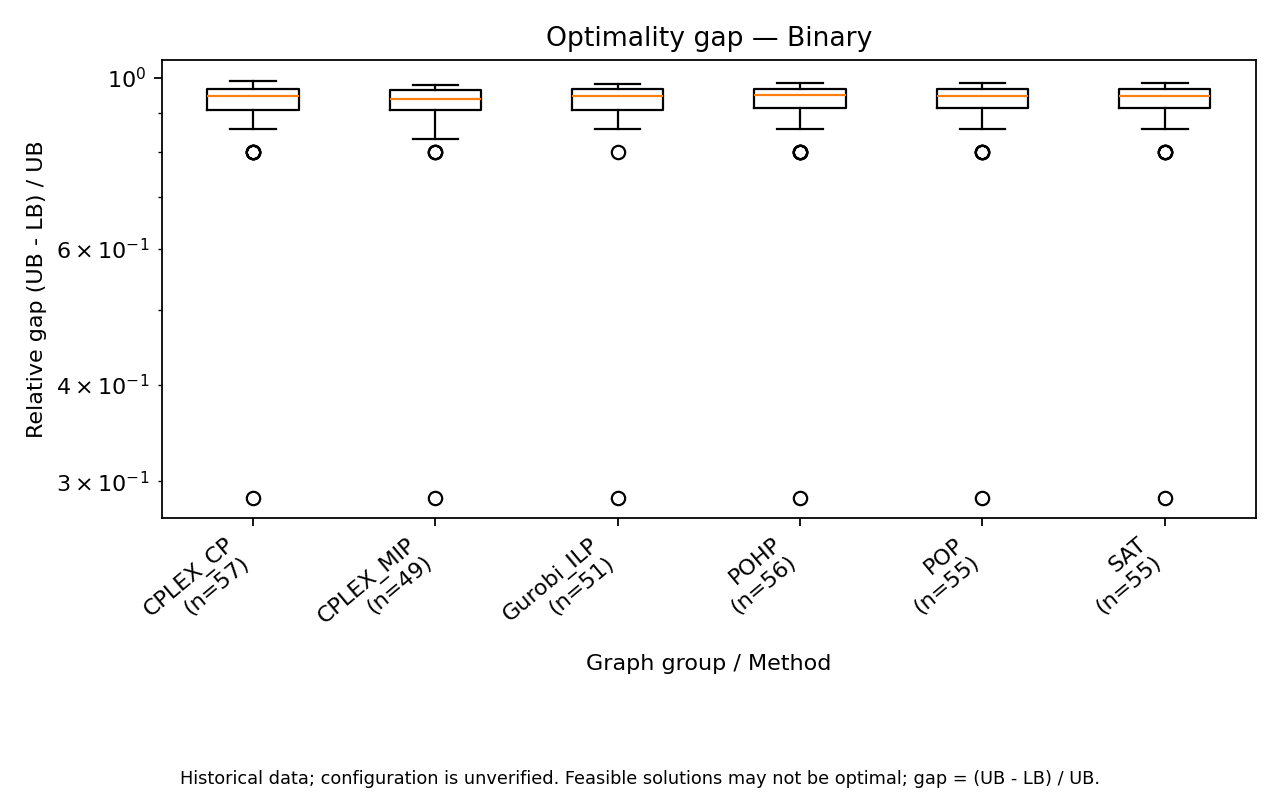 Optimality gap — Binary
Relative gap (UB - LB) / UB
10⁰
6 × 10⁻¹
4 × 10⁻¹
3 × 10⁻¹
CPLEX_CP
(n=57)
CPLEX_MIP
(n=49)
Gurobi_ILP
(n=51)
POHP
(n=56)
POP
(n=55)
SAT
(n=55)
Graph group / Method
Historical data; configuration is unverified. Feasible solutions may not be optimal; gap = (UB - LB) / UB.